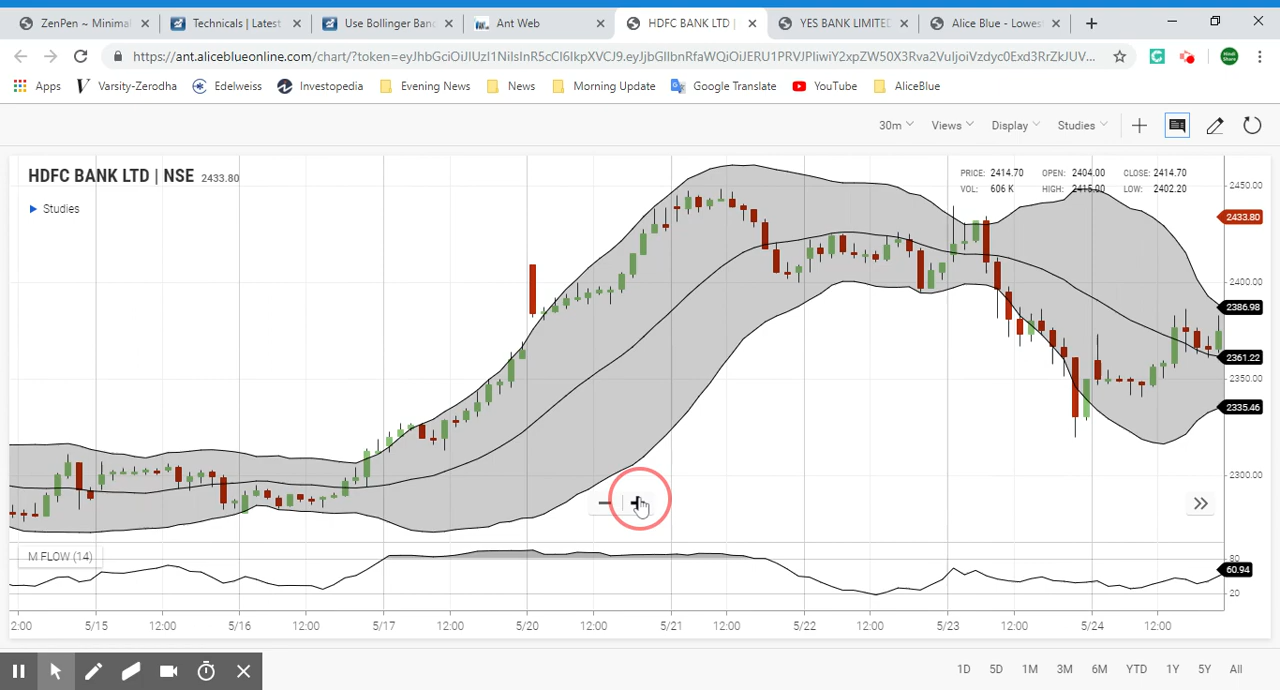 ZenPen ~ Minimal
Technicals | Latest
Use Bollinger Band
Ant Web
HDFC BANK LTD |
YES BANK LIMITED
Alice Blue - Lowest
https://ant.aliceblueonline.com/chart/?token=
Apps
Varsity-Zerodha
Edelweiss
Investopedia
Evening News
News
Morning Update
Google Translate
YouTube
AliceBlue
30m
Views
Display
Studies
HDFC BANK LTD | NSE 2433.80
Studies
PRICE: 2414.70 OPEN: 2404.00 CLOSE: 2414.70
VOL: 606 K HIGH: 2415.00 LOW: 2402.20
2450.00
2433.80
2400.00
2386.98
2361.22
2350.00
2335.46
2300.00
M FLOW (14)
80
60.94
20
2:00 5/15 12:00 5/16 12:00 5/17 12:00 5/20 12:00 5/21 12:00 5/22 12:00 5/23 12:00 5/24 12:00
1D 5D 1M 3M 6M YTD 1Y 5Y All